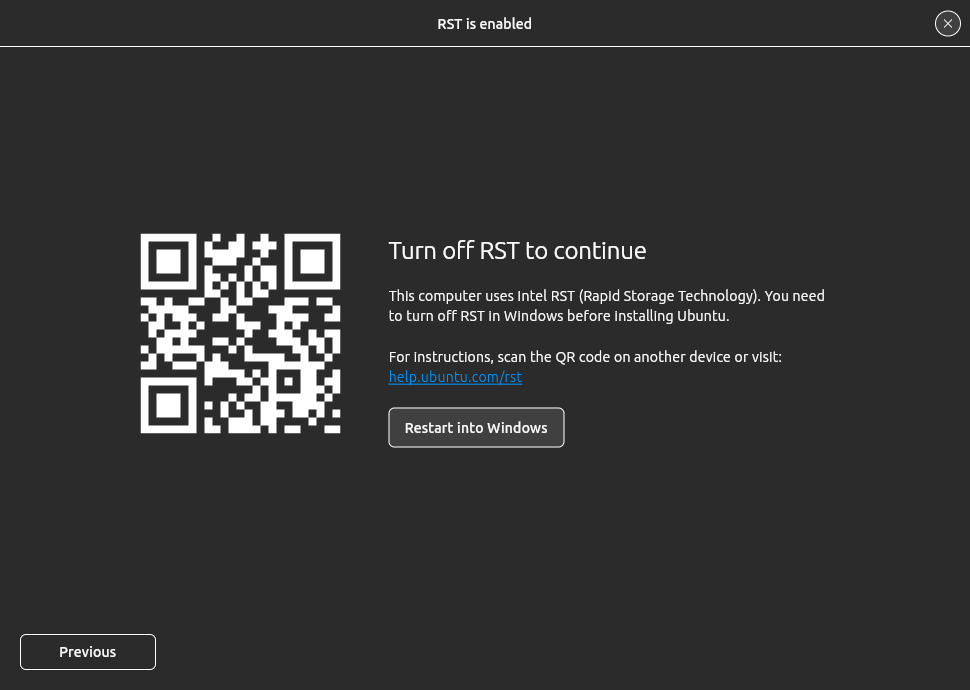 RST is enabled
Turn off RST to continue
This computer uses Intel RST (Rapid Storage Technology). You need
to turn off RST in Windows before installing Ubuntu.
For instructions, scan the QR code on another device or visit:
help.ubuntu.com/rst
Restart into Windows
Previous